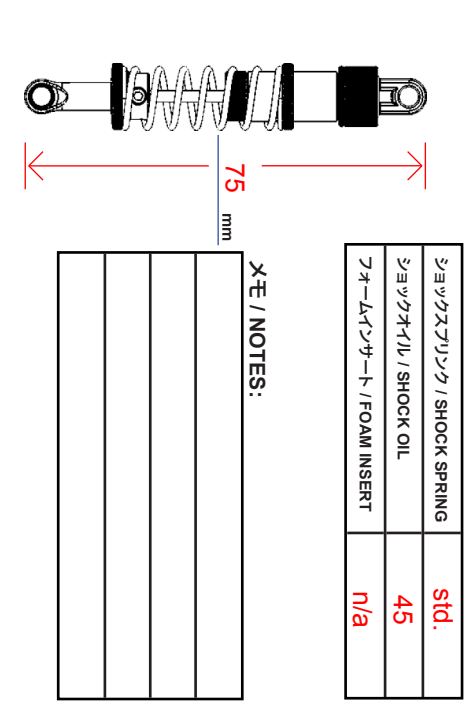 75 mm
ショックスプリング / SHOCK SPRING std.
ショックオイル / SHOCK OIL 45
フォームインサート / FOAM INSERT n/a
メモ / NOTES: